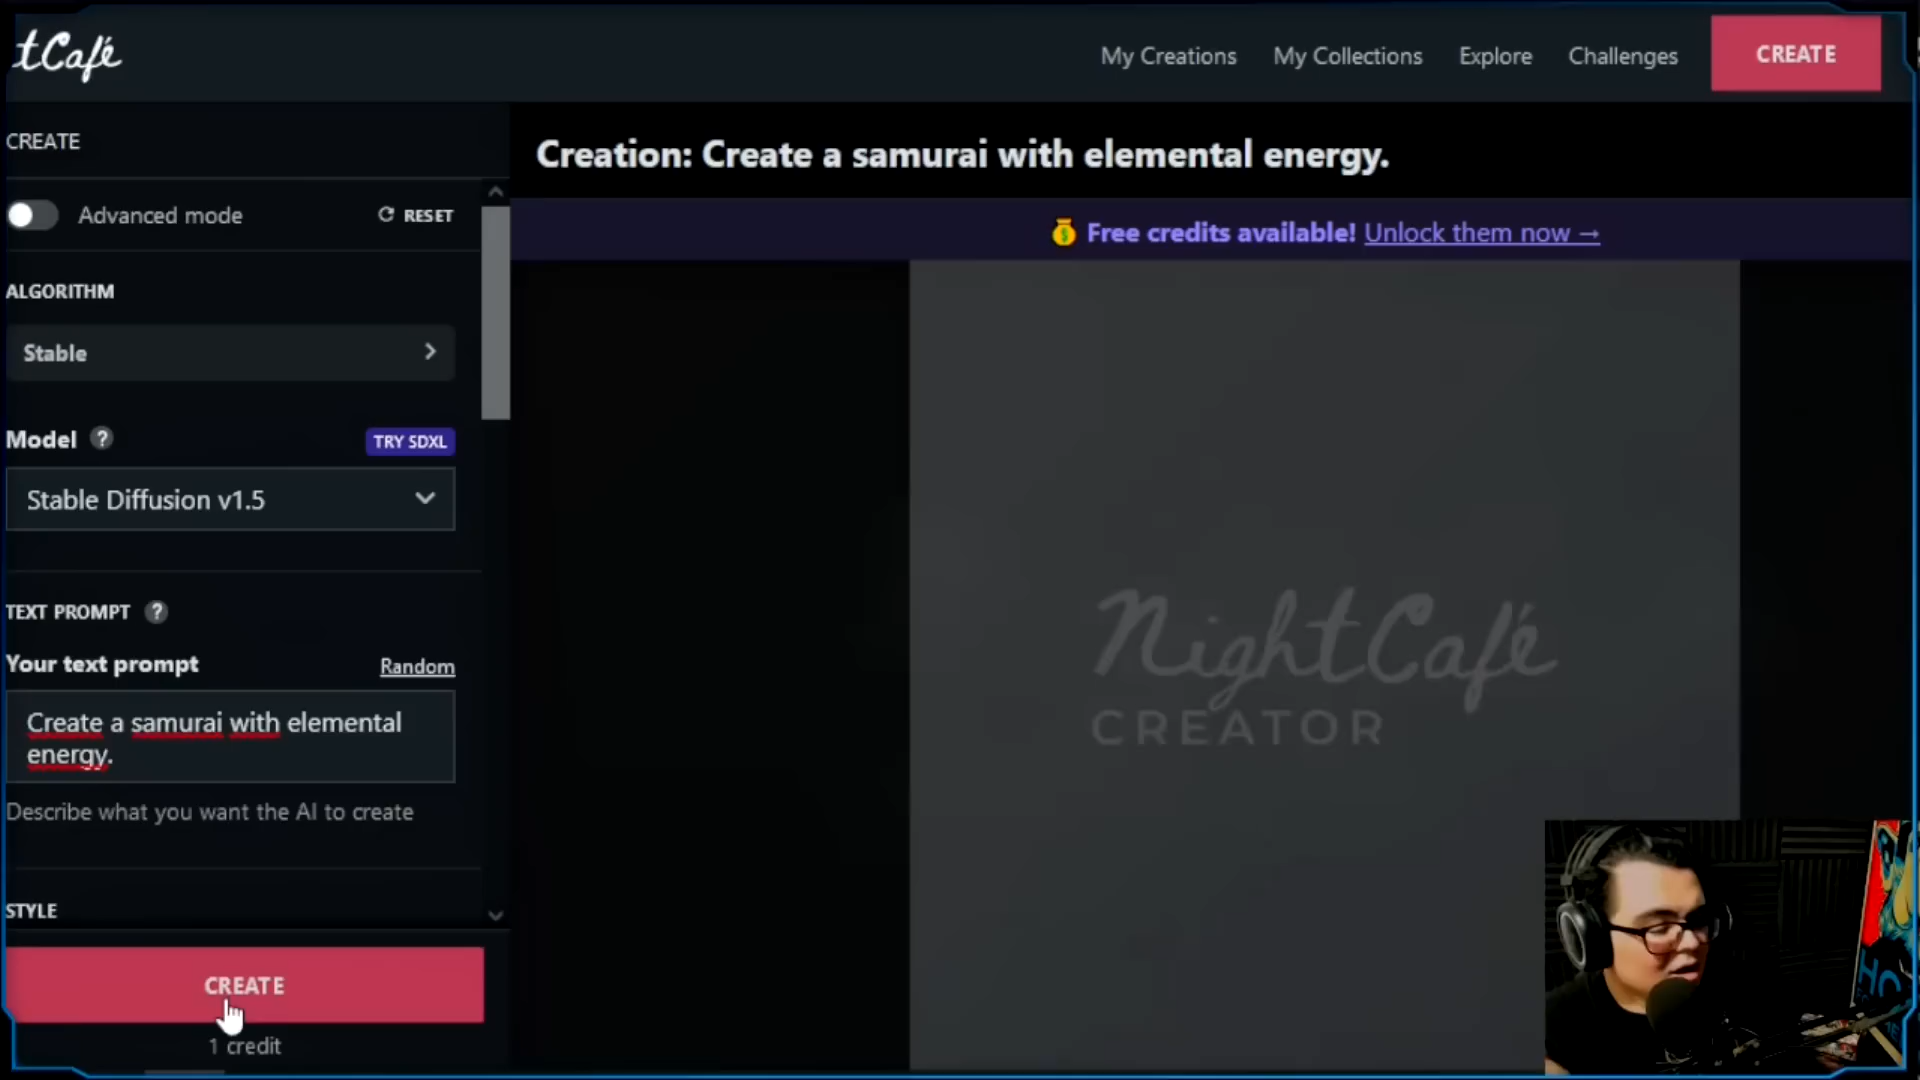 tCafé
My Creations
My Collections
Explore
Challenges
CREATE
CREATE
Advanced mode
RESET
ALGORITHM
Stable
Model ?
TRY SDXL
Stable Diffusion v1.5
TEXT PROMPT ?
Your text prompt
Random
Create a samurai with elemental
energy.
Describe what you want the AI to create
STYLE
CREATE
1 credit
Creation: Create a samurai with elemental energy.
Free credits available! Unlock them now →
NightCafé
CREATOR